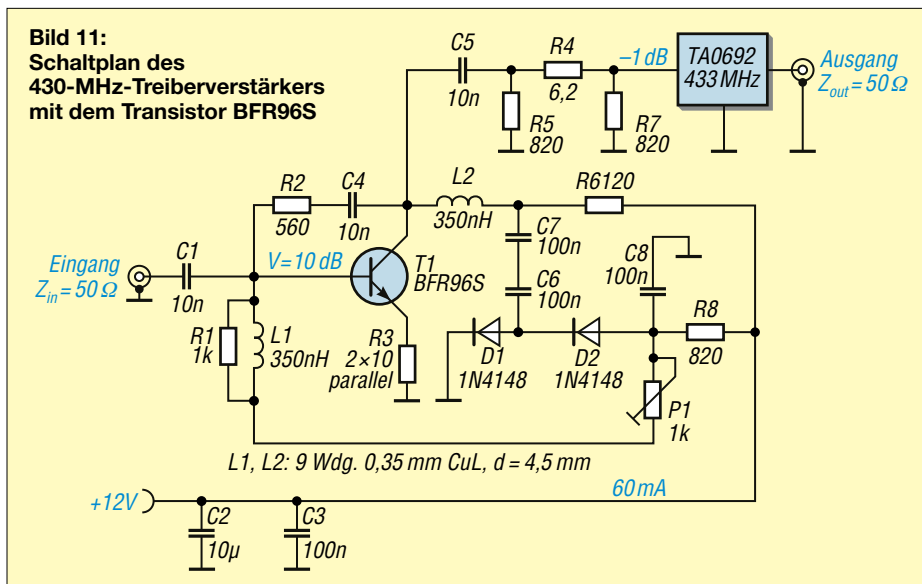 Bild 11:
Schaltplan des
430-MHz-Treiberverstärkers
mit dem Transistor BFR96S
C5
10n
R4
6,2
–1 dB
TA0692
433 MHz
Ausgang
Zout = 50 Ω
R5
820
R7
820
R2
560
C4
10n
L2
350nH
R6120
C7
100n
C8
100n
Eingang
Zin = 50 Ω
C1
10n
V = 10 dB
T1
BFR96S
C6
100n
R8
820
R1
1k
L1
350nH
R3
2×10
parallel
D1
1N4148
D2
1N4148
P1
1k
L1, L2: 9 Wdg. 0,35 mm CuL, d = 4,5 mm
+12V
60 mA
C2
10µ
C3
100n